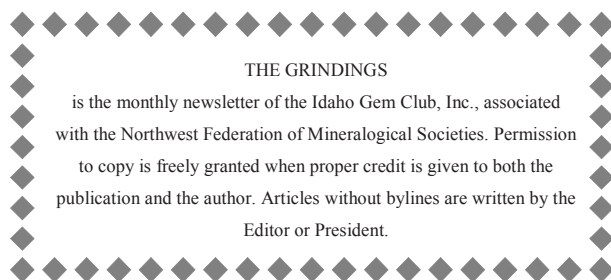 THE GRINDINGS
is the monthly newsletter of the Idaho Gem Club, Inc., associated
with the Northwest Federation of Mineralogical Societies. Permission
to copy is freely granted when proper credit is given to both the
publication and the author. Articles without bylines are written by the
Editor or President.